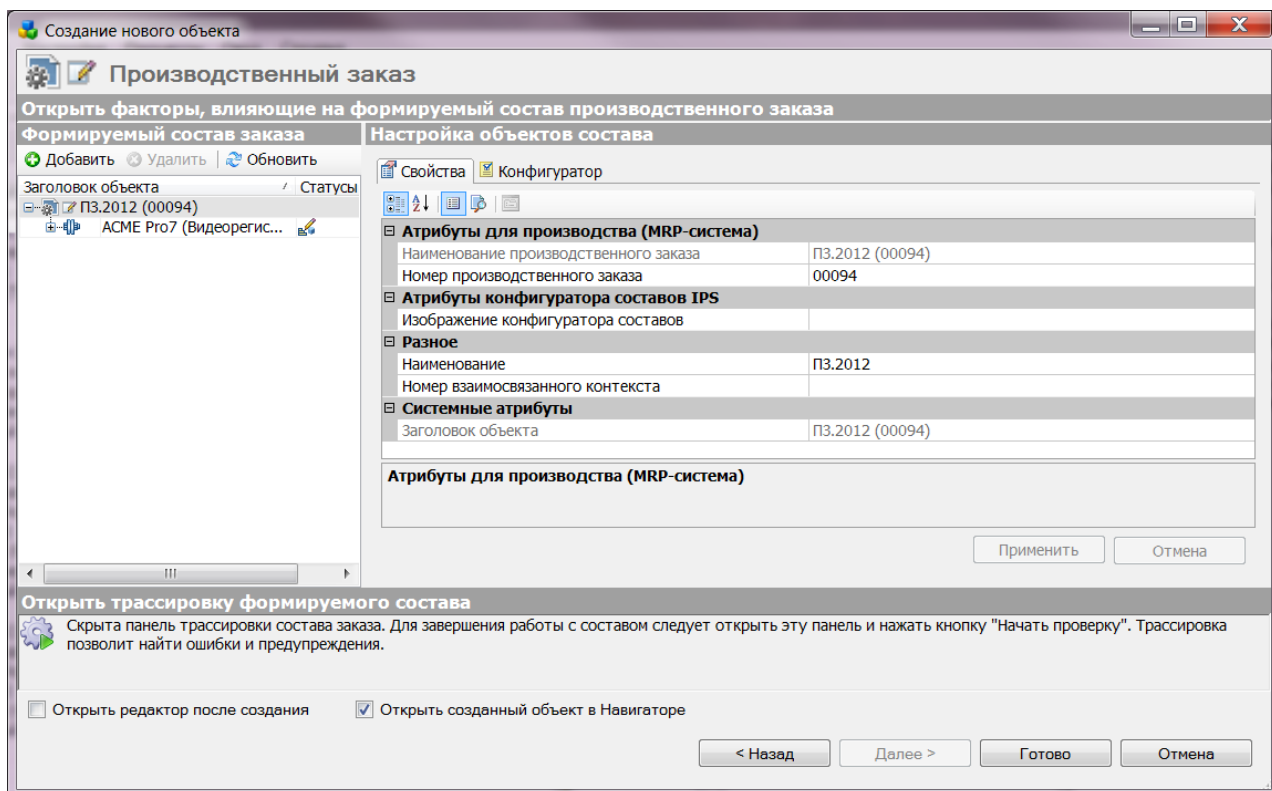 Создание нового объекта
Производственный заказ
Открыть факторы, влияющие на формируемый состав производственного заказа
Формируемый состав заказа
Настройка объектов состава
Добавить Удалить Обновить
Свойства Конфигуратор
Заголовок объекта Статусы
ПЗ.2012 (00094)
ACME Pro7 (Видеорегис...
Атрибуты для производства (MRP-система)
Наименование производственного заказа ПЗ.2012 (00094)
Номер производственного заказа 00094
Атрибуты конфигуратора составов IPS
Изображение конфигуратора составов
Разное
Наименование ПЗ.2012
Номер взаимосвязанного контекста
Системные атрибуты
Заголовок объекта ПЗ.2012 (00094)
Атрибуты для производства (MRP-система)
Применить Отмена
Открыть трассировку формируемого состава
Скрыта панель трассировки состава заказа. Для завершения работы с составом следует открыть эту панель и нажать кнопку "Начать проверку". Трассировка
позволит найти ошибки и предупреждения.
Открыть редактор после создания Открыть созданный объект в Навигаторе
< Назад Далее > Готово Отмена